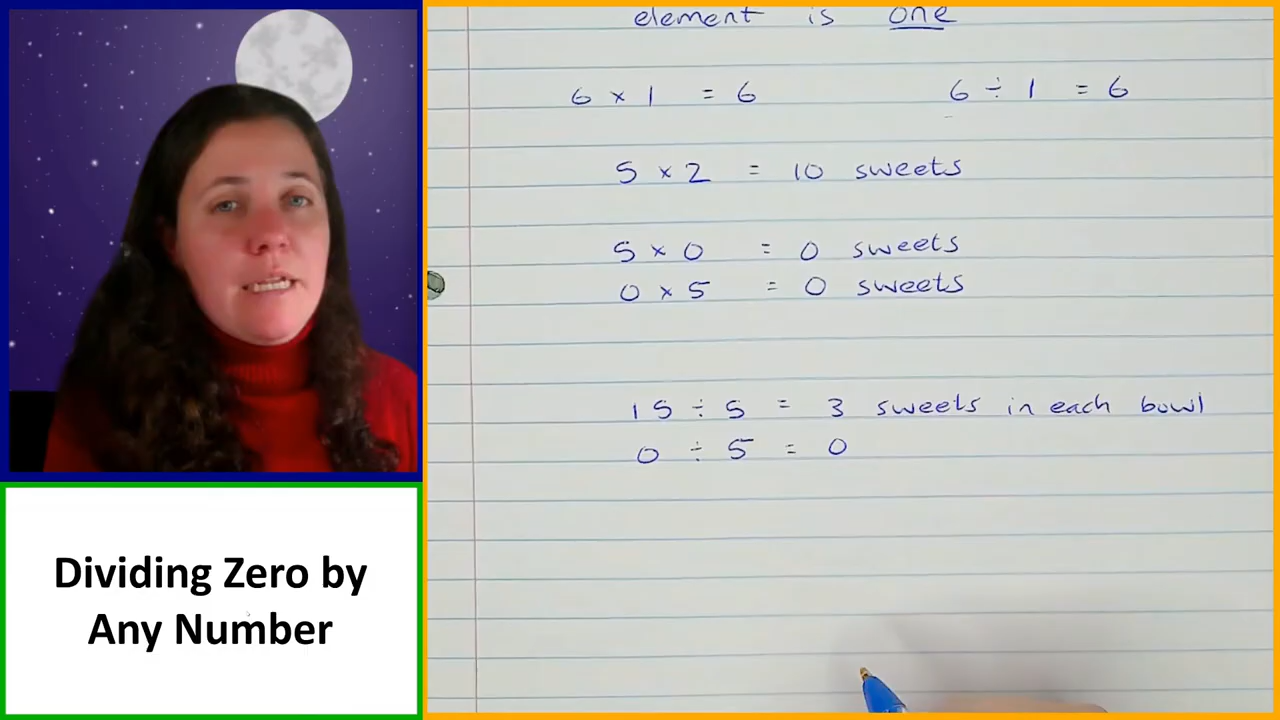 element is one
6 × 1 = 6 6 ÷ 1 = 6
5 × 2 = 10 sweets
5 × 0 = 0 sweets
0 × 5 = 0 sweets
15 ÷ 5 = 3 sweets in each bowl
0 ÷ 5 = 0
Dividing Zero by
Any Number